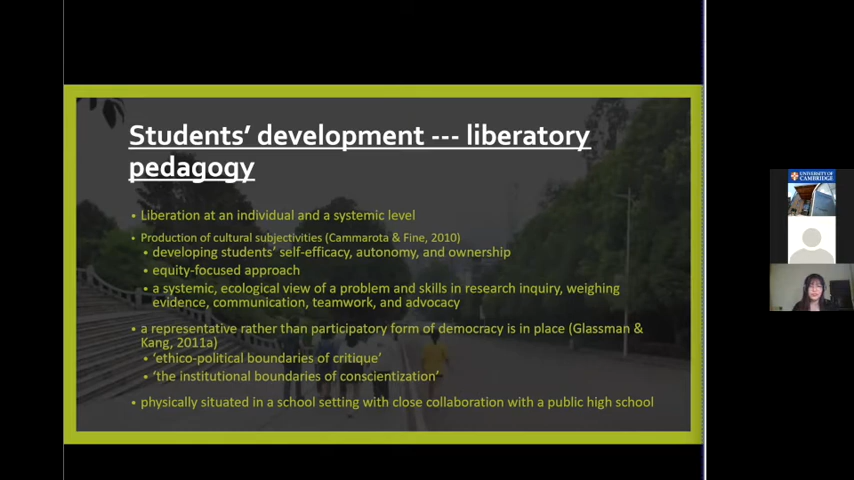 Students’ development --- liberatory
pedagogy
• Liberation at an individual and a systemic level
• Production of cultural subjectivities (Cammarota & Fine, 2010)
• developing students’ self-efficacy, autonomy, and ownership
• equity-focused approach
• a systemic, ecological view of a problem and skills in research inquiry, weighing
evidence, communication, teamwork, and advocacy
• a representative rather than participatory form of democracy is in place (Glassman &
Kang, 2011a)
• ‘ethico-political boundaries of critique’
• ‘the institutional boundaries of conscientization’
• physically situated in a school setting with close collaboration with a public high school
UNIVERSITY OF
CAMBRIDGE